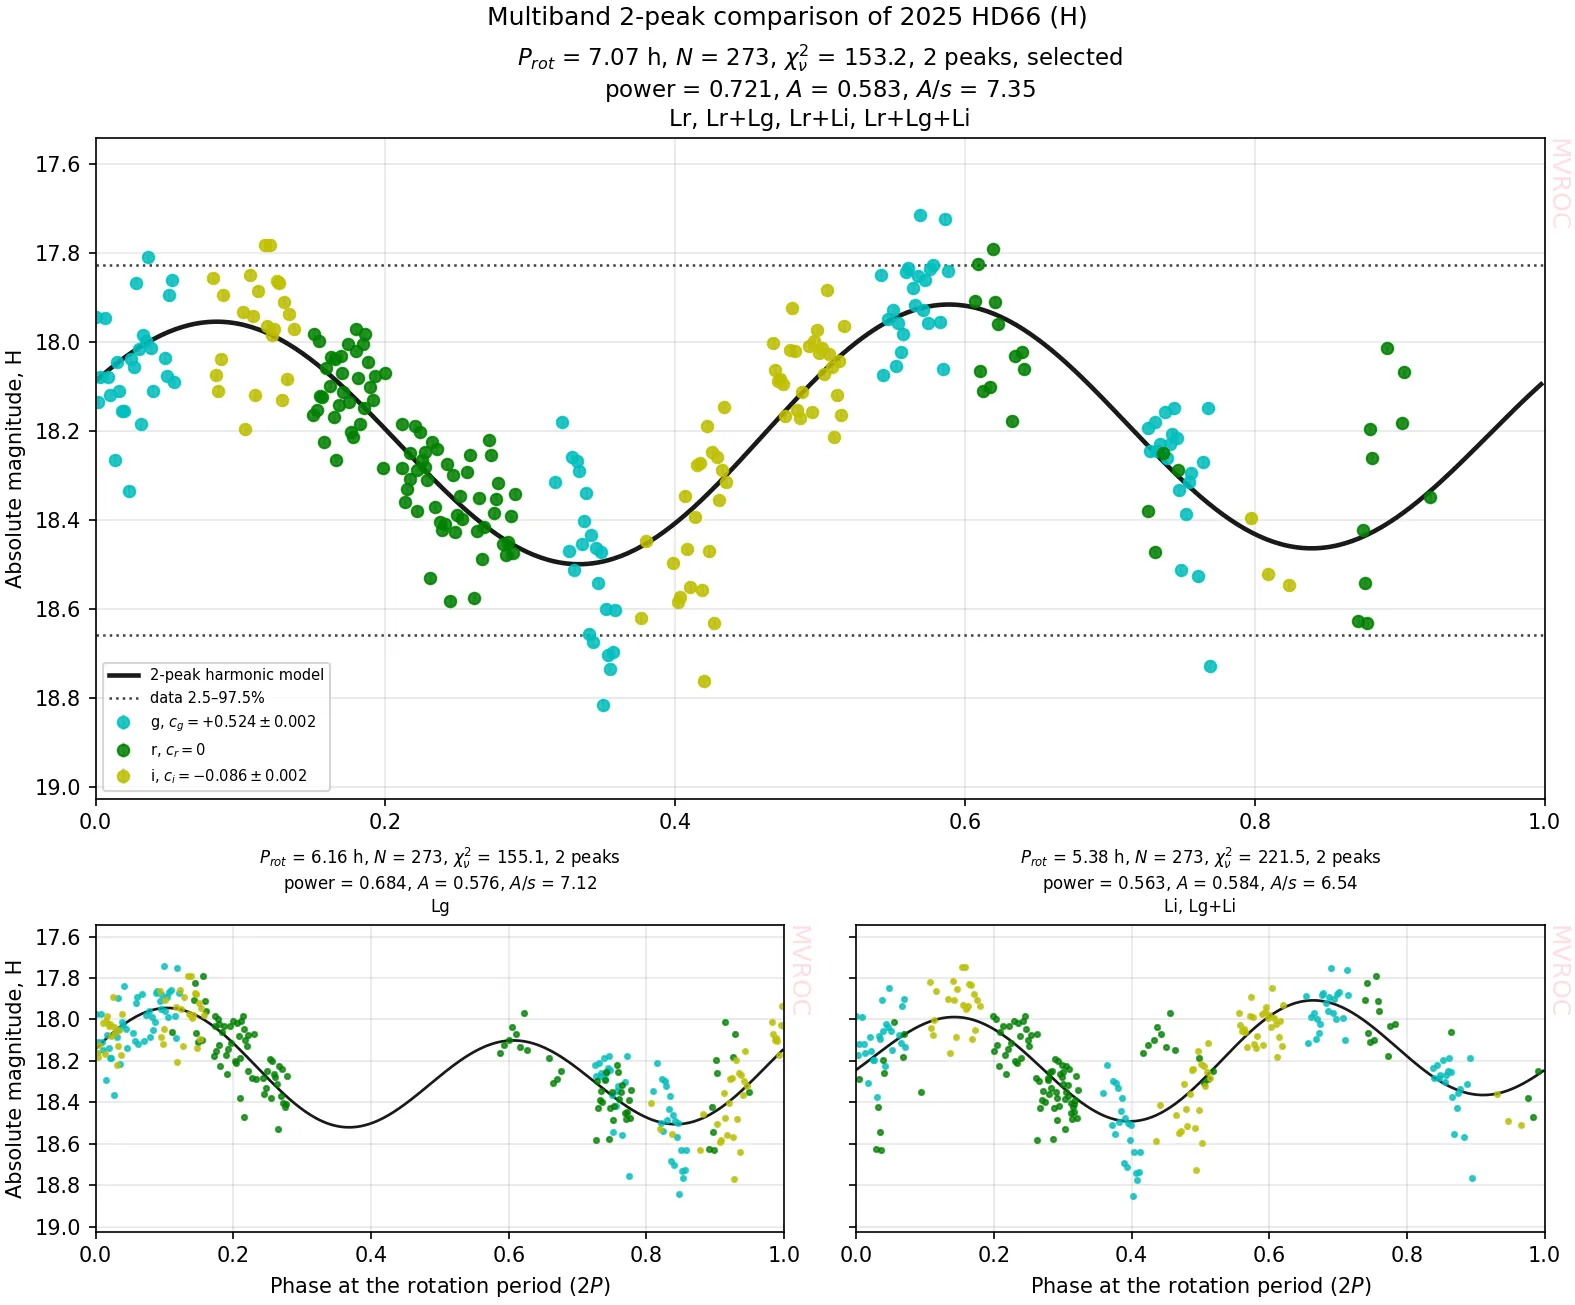 Multiband 2-peak comparison of 2025 HD66 (H)
P_rot = 7.07 h, N = 273, χ²_ν = 153.2, 2 peaks, selected
power = 0.721, A = 0.583, A/s = 7.35
Lr, Lr+Lg, Lr+Li, Lr+Lg+Li
MVROC
Absolute magnitude, H
17.6
17.8
18.0
18.2
18.4
18.6
18.8
19.0
2-peak harmonic model
data 2.5–97.5%
g, c_g = +0.524 ± 0.002
r, c_r = 0
i, c_i = −0.086 ± 0.002
0.0 0.2 0.4 0.6 0.8 1.0
P_rot = 6.16 h, N = 273, χ²_ν = 155.1, 2 peaks
power = 0.684, A = 0.576, A/s = 7.12
Lg
MVROC
Absolute magnitude, H
17.6
17.8
18.0
18.2
18.4
18.6
18.8
19.0
0.0 0.2 0.4 0.6 0.8 1.0
Phase at the rotation period (2P)
P_rot = 5.38 h, N = 273, χ²_ν = 221.5, 2 peaks
power = 0.563, A = 0.584, A/s = 6.54
Li, Lg+Li
MVROC
0.0 0.2 0.4 0.6 0.8 1.0
Phase at the rotation period (2P)